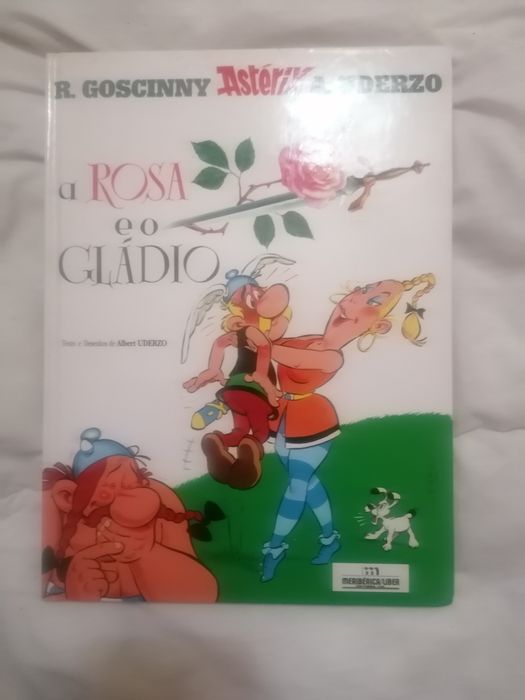 R. GOSCINNY Astérix A. UDERZO
a ROSA
e o
GLÁDIO
Texto e Desenhos de Albert UDERZO
m
MERIBÉRICA/LIBER